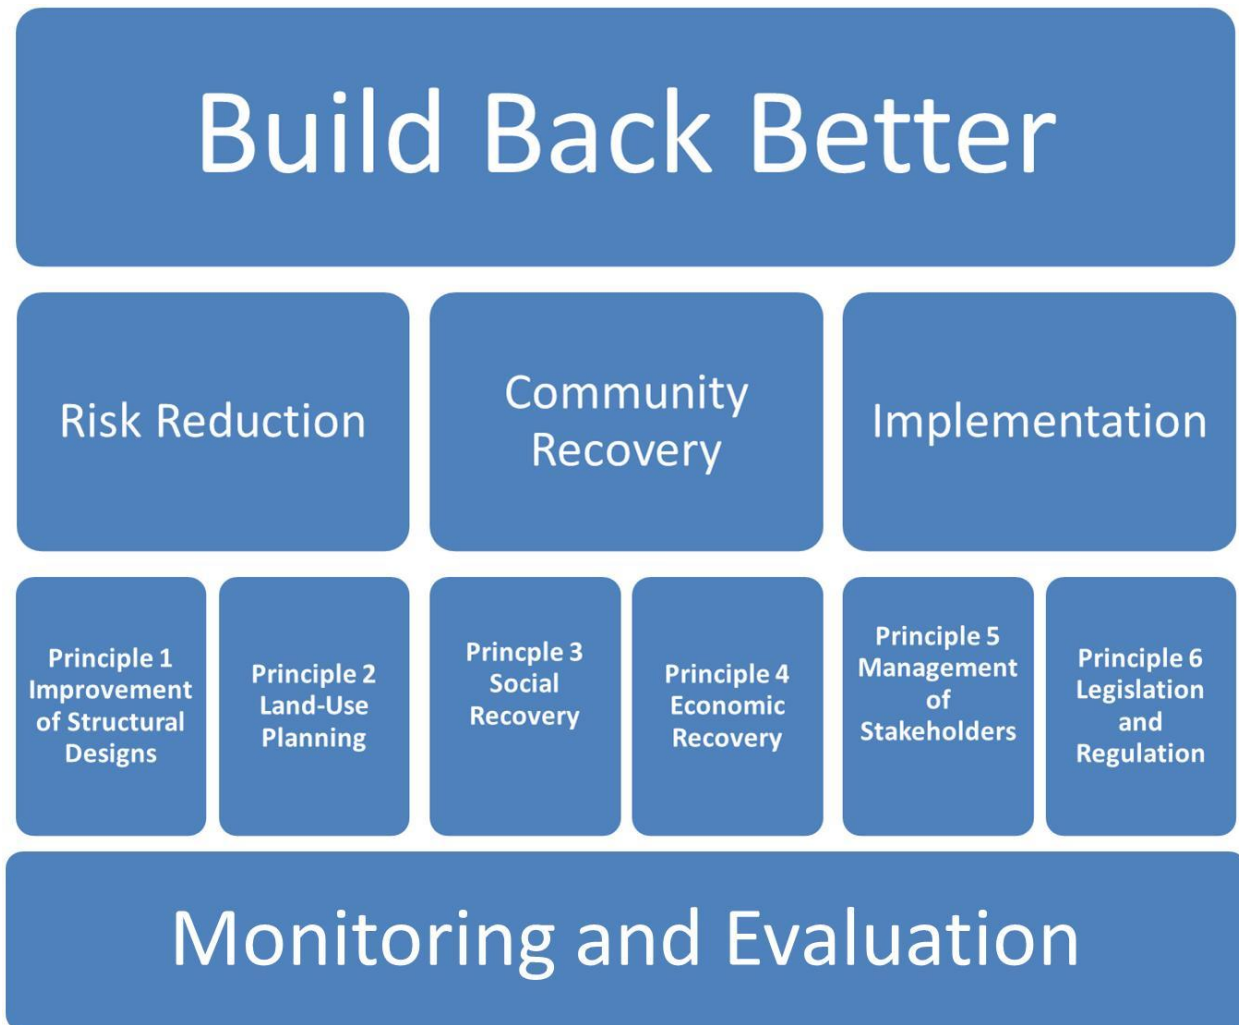 Build Back Better
Risk Reduction
Community
Recovery
Implementation
Principle 1
Improvement
of Structural
Designs
Principle 2
Land-Use
Planning
Princple 3
Social
Recovery
Principle 4
Economic
Recovery
Principle 5
Management
of
Stakeholders
Principle 6
Legislation
and
Regulation
Monitoring and Evaluation